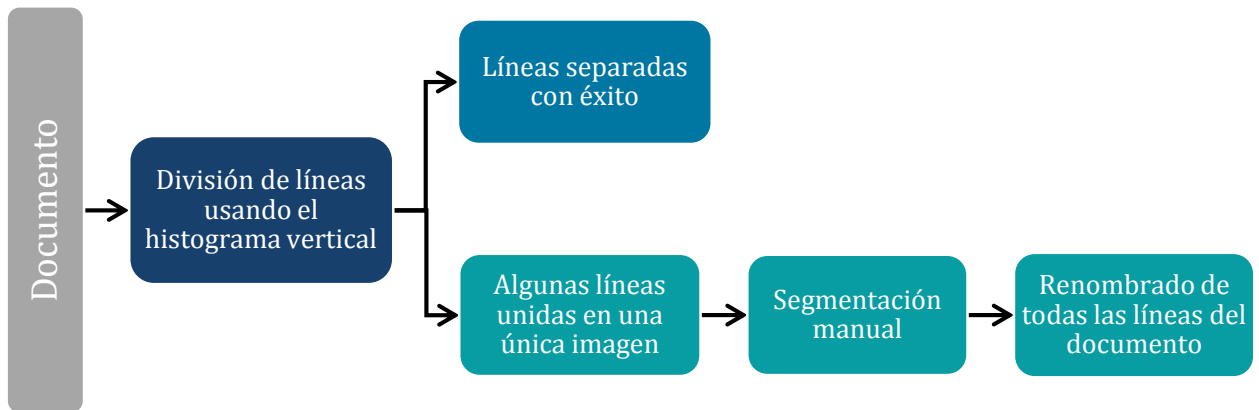 Documento
División de líneas
usando el
histograma vertical
Líneas separadas
con éxito
Algunas líneas
unidas en una
única imagen
Segmentación
manual
Renombrado de
todas las líneas del
documento